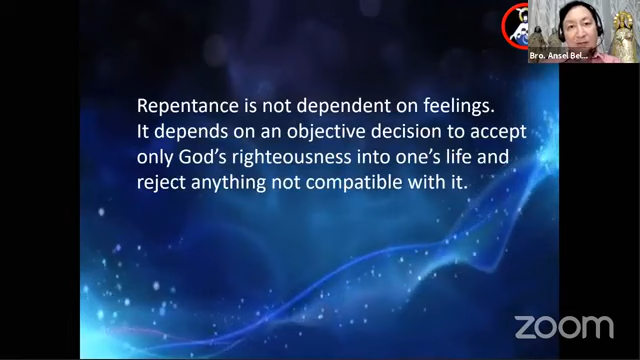 Repentance is not dependent on feelings.
It depends on an objective decision to accept
only God's righteousness into one's life and
reject anything not compatible with it.
Bro. Ansel Bel...
zoom